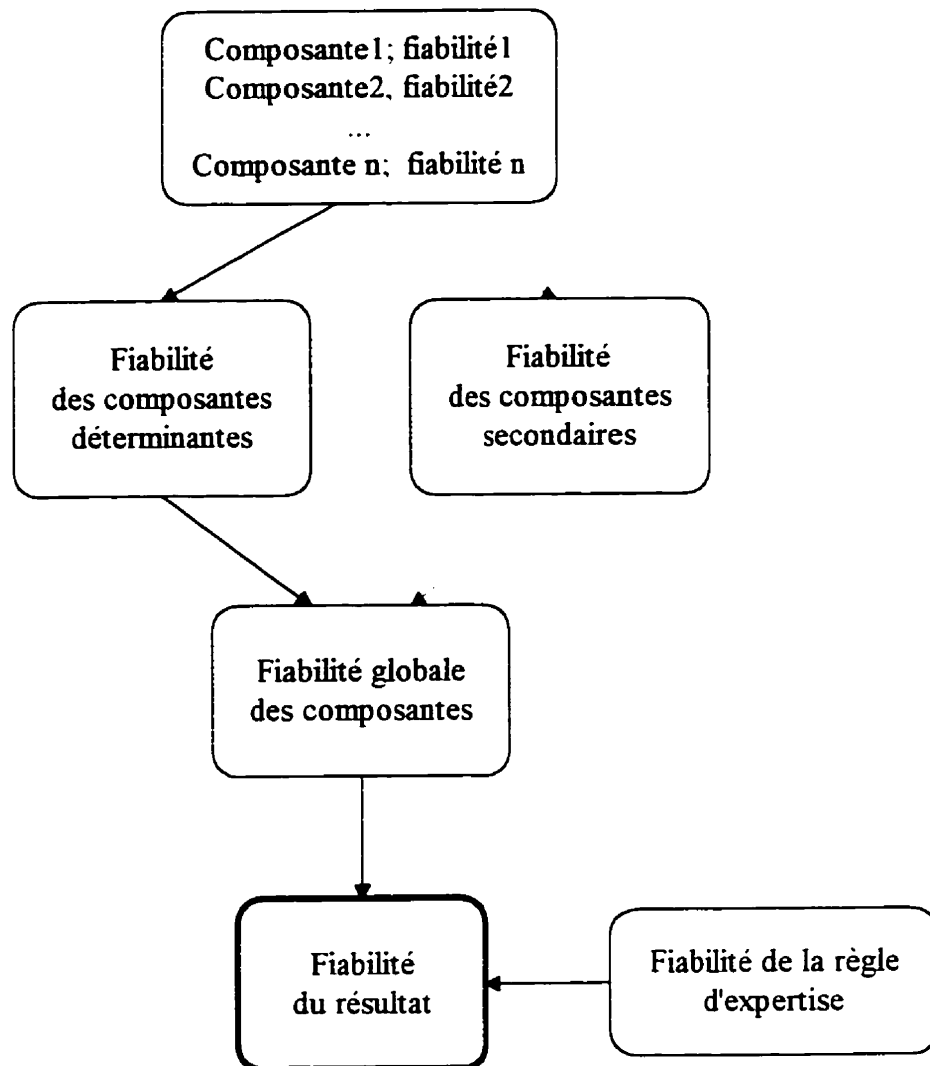 Composante1; fiabilité1
Composante2, fiabilité2
...
Composante n; fiabilité n
Fiabilité
des composantes
déterminantes
Fiabilité
des composantes
secondaires
Fiabilité globale
des composantes
Fiabilité
du résultat
Fiabilité de la règle
d'expertise